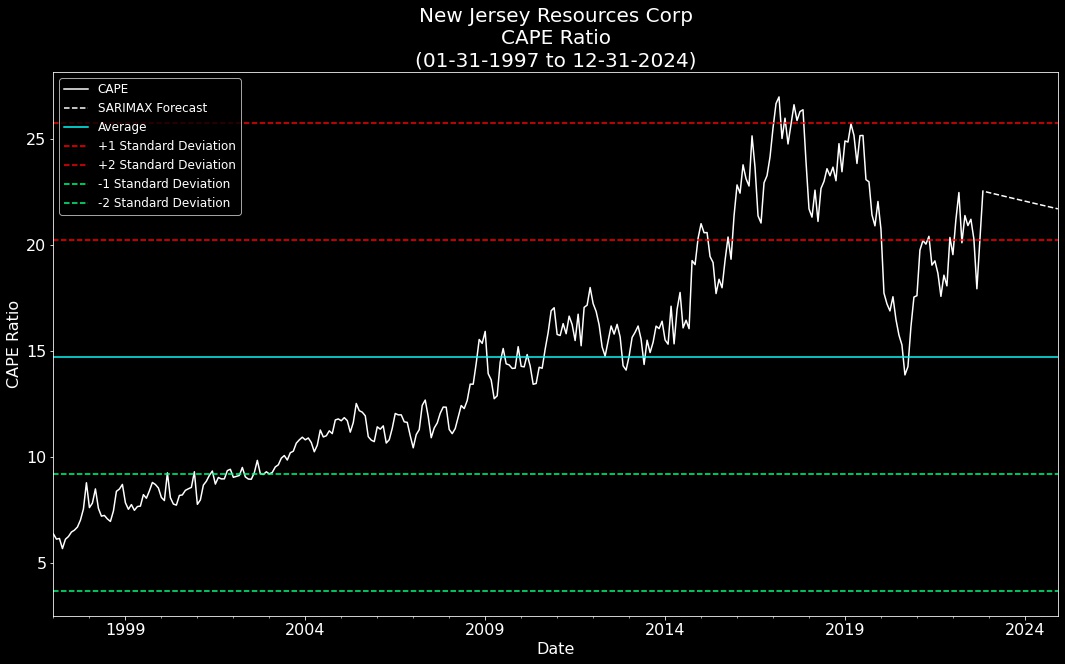 New Jersey Resources Corp
CAPE Ratio
(01-31-1997 to 12-31-2024)
CAPE
SARIMAX Forecast
Average
+1 Standard Deviation
+2 Standard Deviation
-1 Standard Deviation
-2 Standard Deviation
25
20
15
10
5
CAPE Ratio
1999
2004
2009
2014
2019
2024
Date